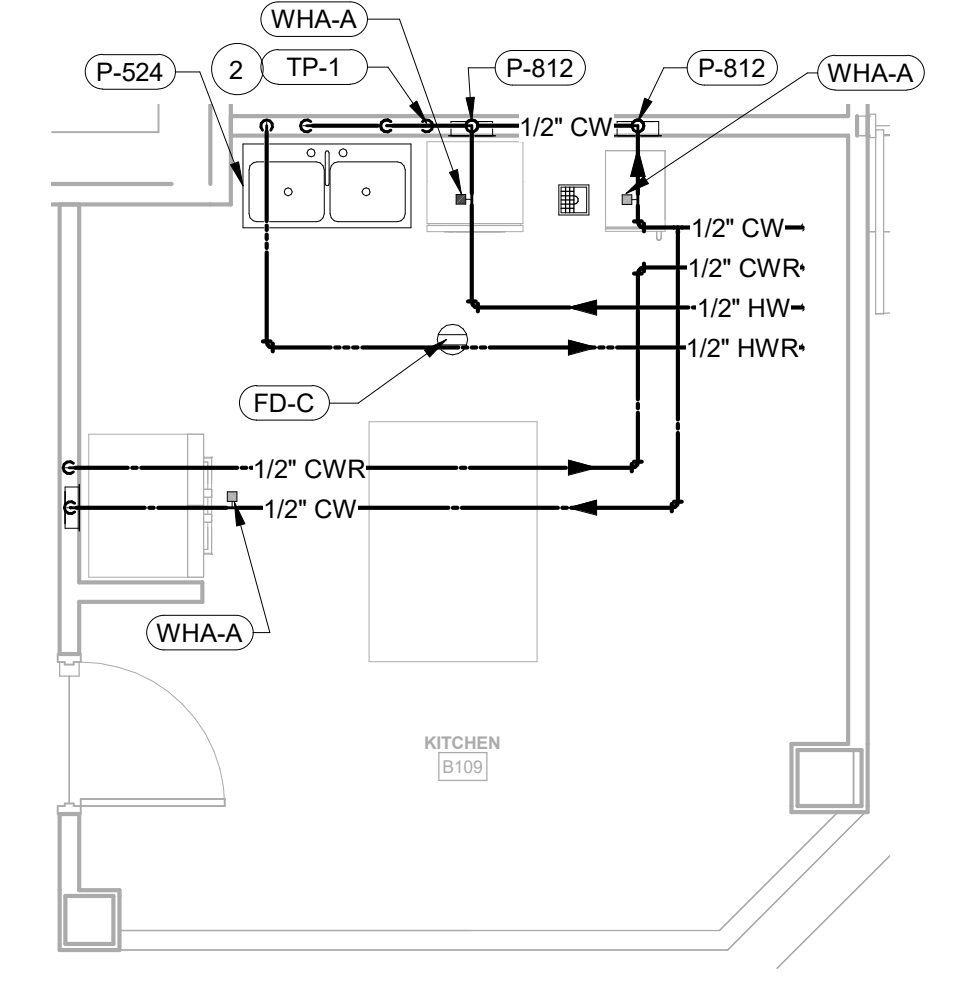 WHA-A
P-524
2
TP-1
P-812
P-812
WHA-A
1/2" CW
1/2" CW
1/2" CWR
1/2" HW
1/2" HWR
FD-C
1/2" CWR
1/2" CW
WHA-A
KITCHEN
B109